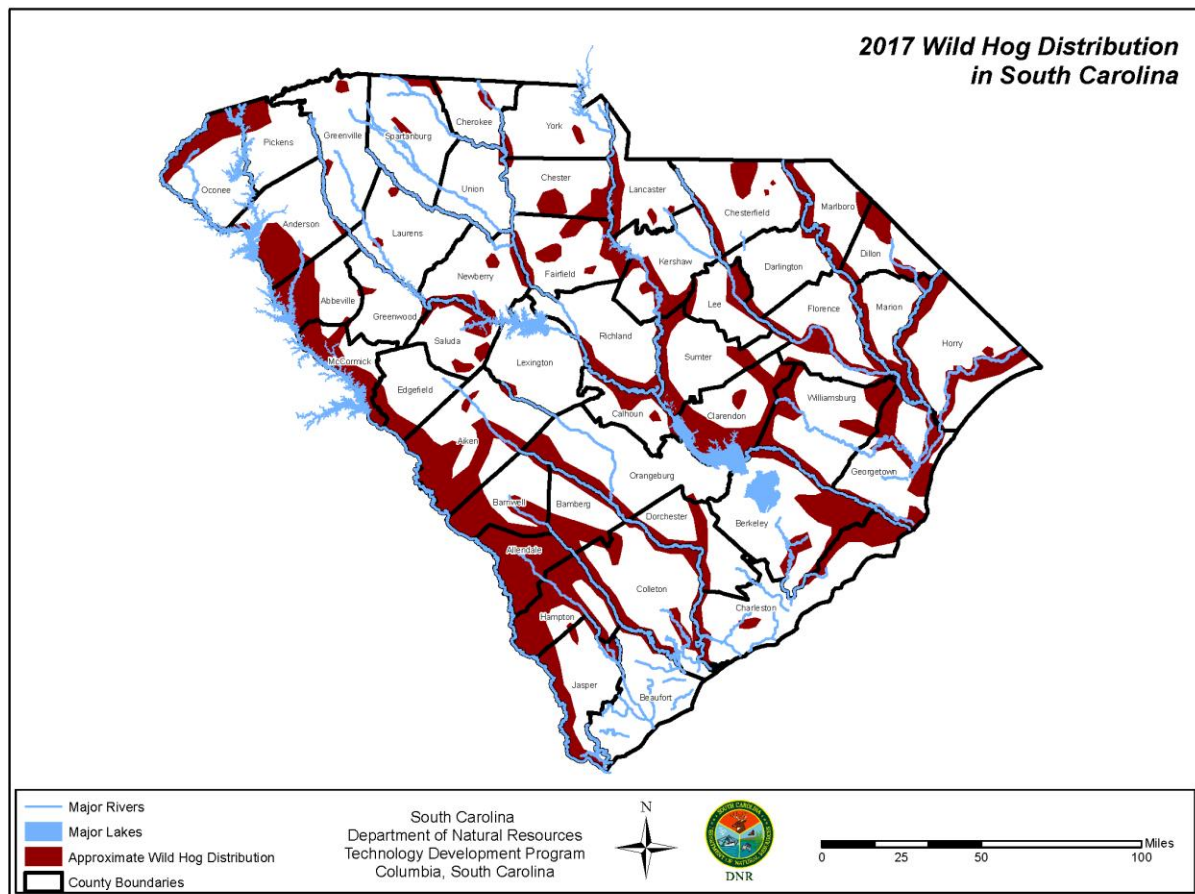 2017 Wild Hog Distribution
in South Carolina
Cherokee
York
Spartanburg
Greenville
Pickens
Oconee
Union
Chester
Lancaster
Chesterfield
Marlboro
Anderson
Laurens
Dillon
Newberry
Fairfield
Kershaw
Darlington
Abbeville
Lee
Florence
Marion
Greenwood
Saluda
Richland
Horry
McCormick
Lexington
Sumter
Edgefield
Calhoun
Clarendon
Williamsburg
Aiken
Orangeburg
Georgetown
Barnwell
Bamberg
Dorchester
Berkeley
Allendale
Colleton
Charleston
Hampton
Jasper
Beaufort
Major Rivers
Major Lakes
Approximate Wild Hog Distribution
County Boundaries
South Carolina
Department of Natural Resources
Technology Development Program
Columbia, South Carolina
N
DNR
Miles
0 25 50 100